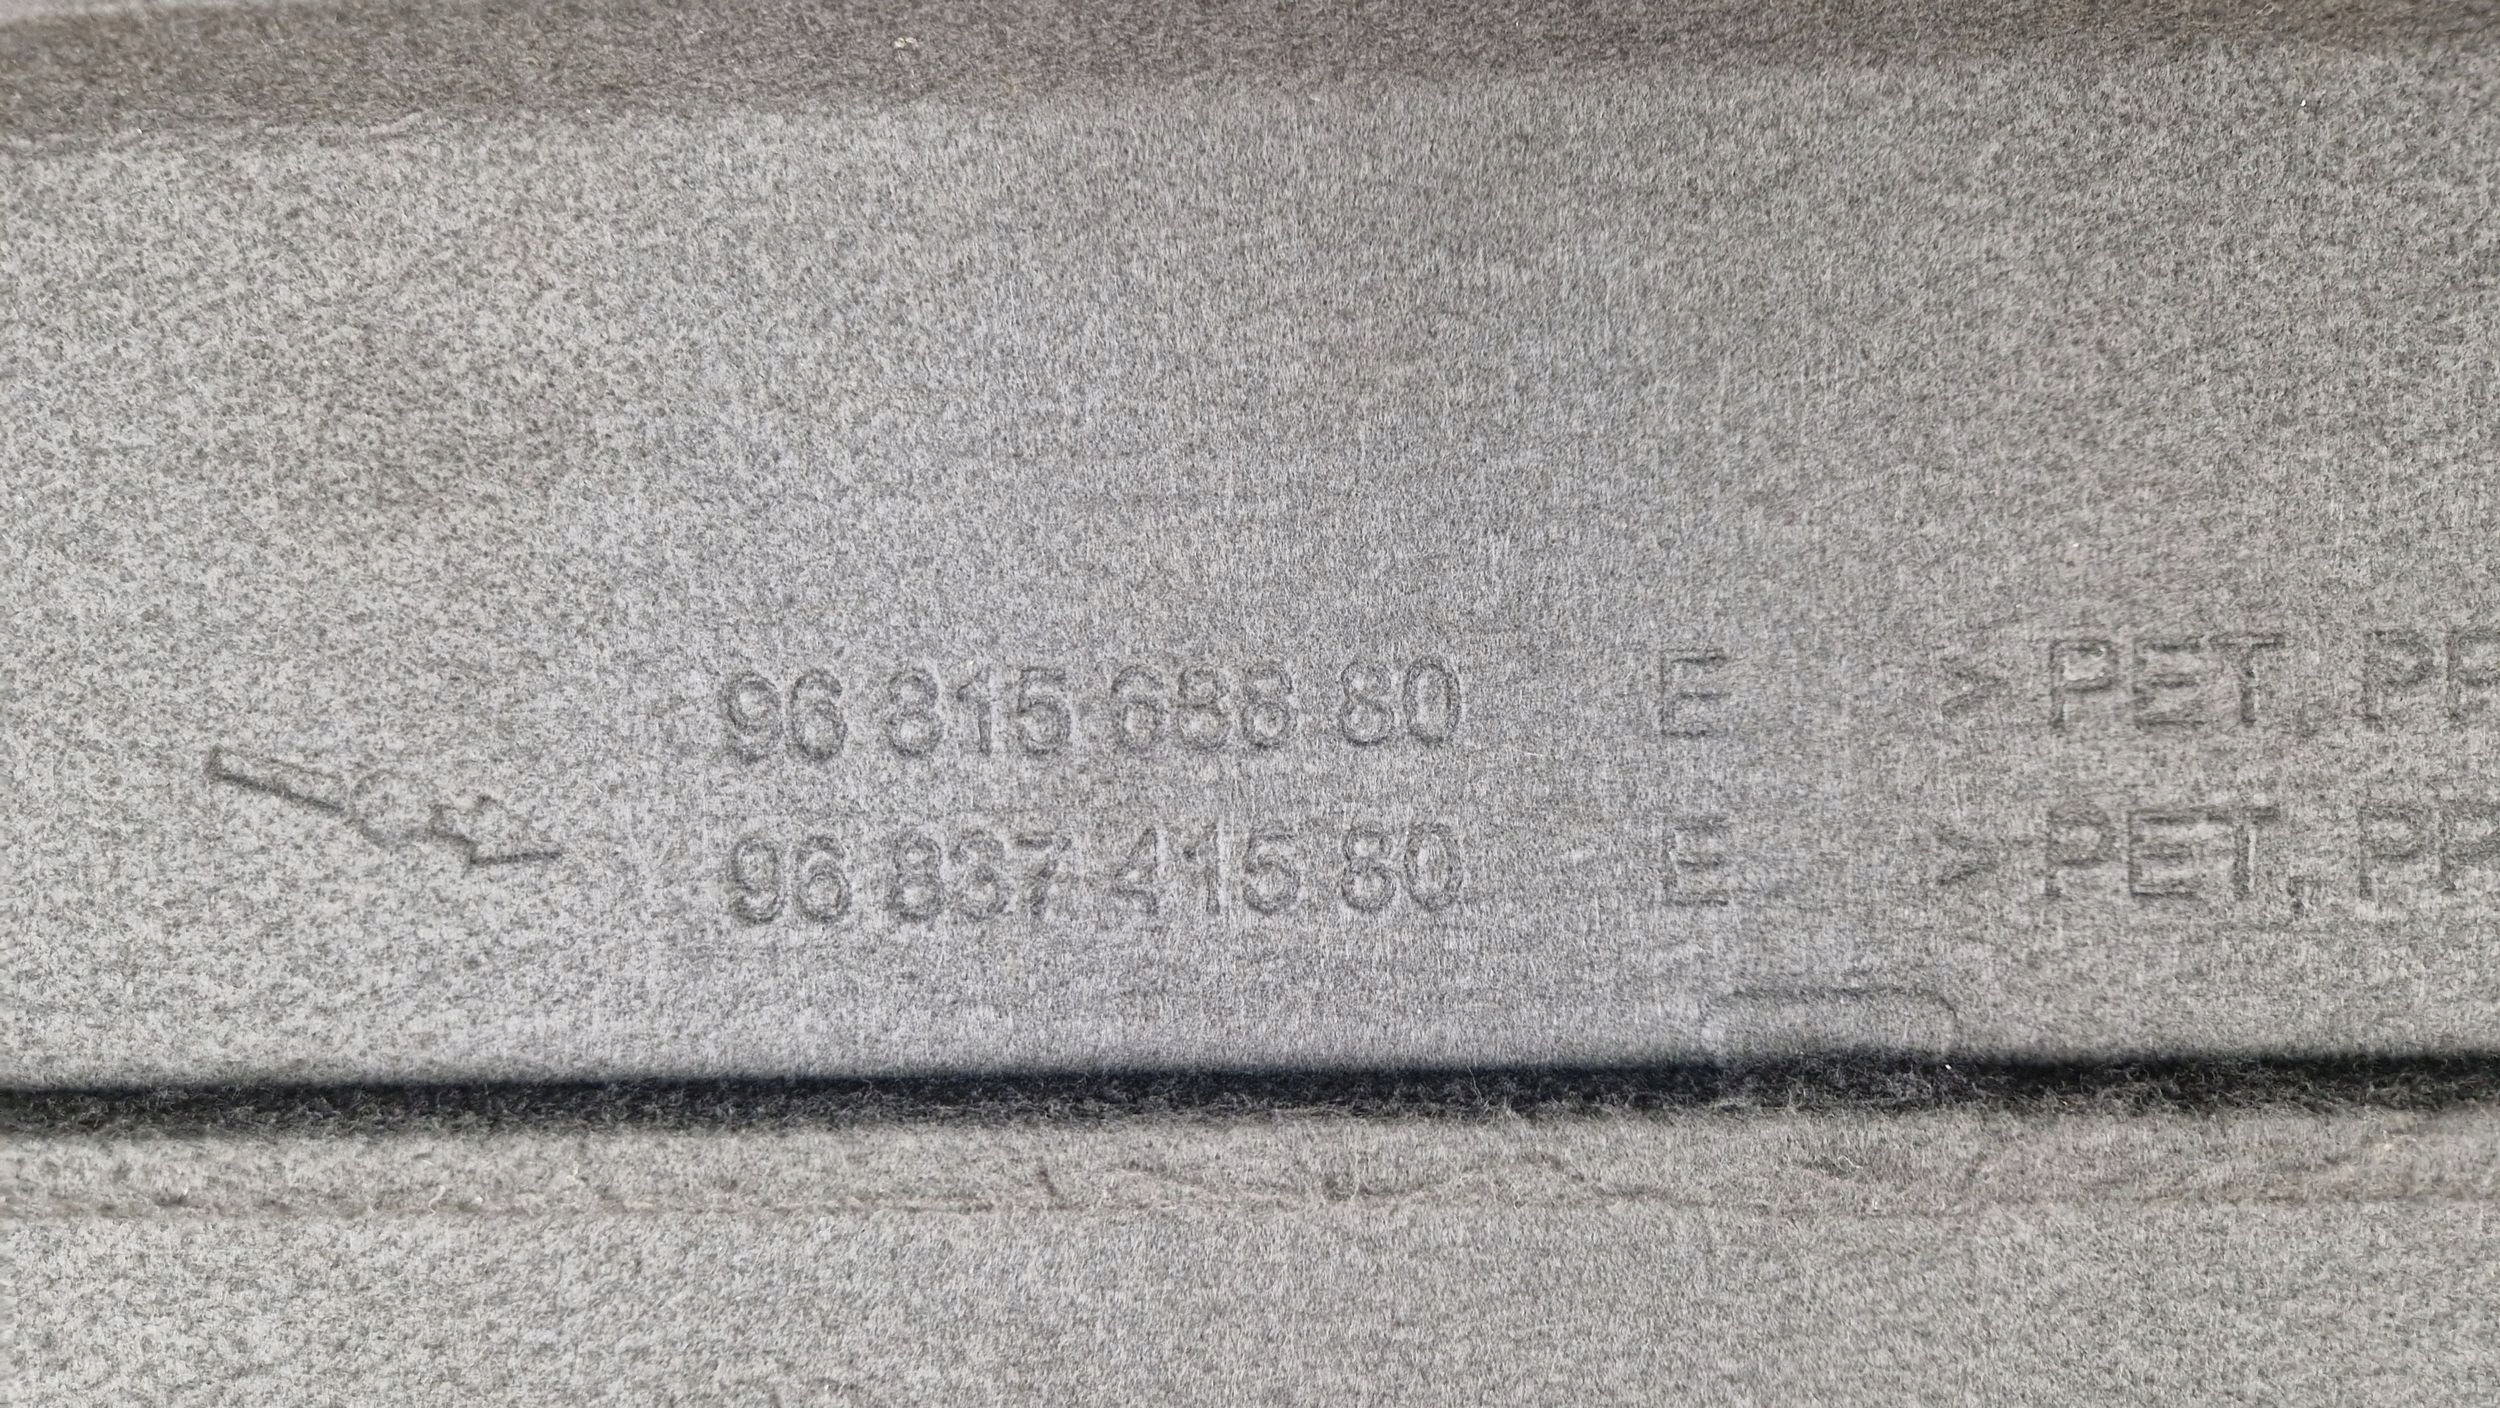 96 815 688 80 E > PET, PP
96 837 415 80 E > PET, PP